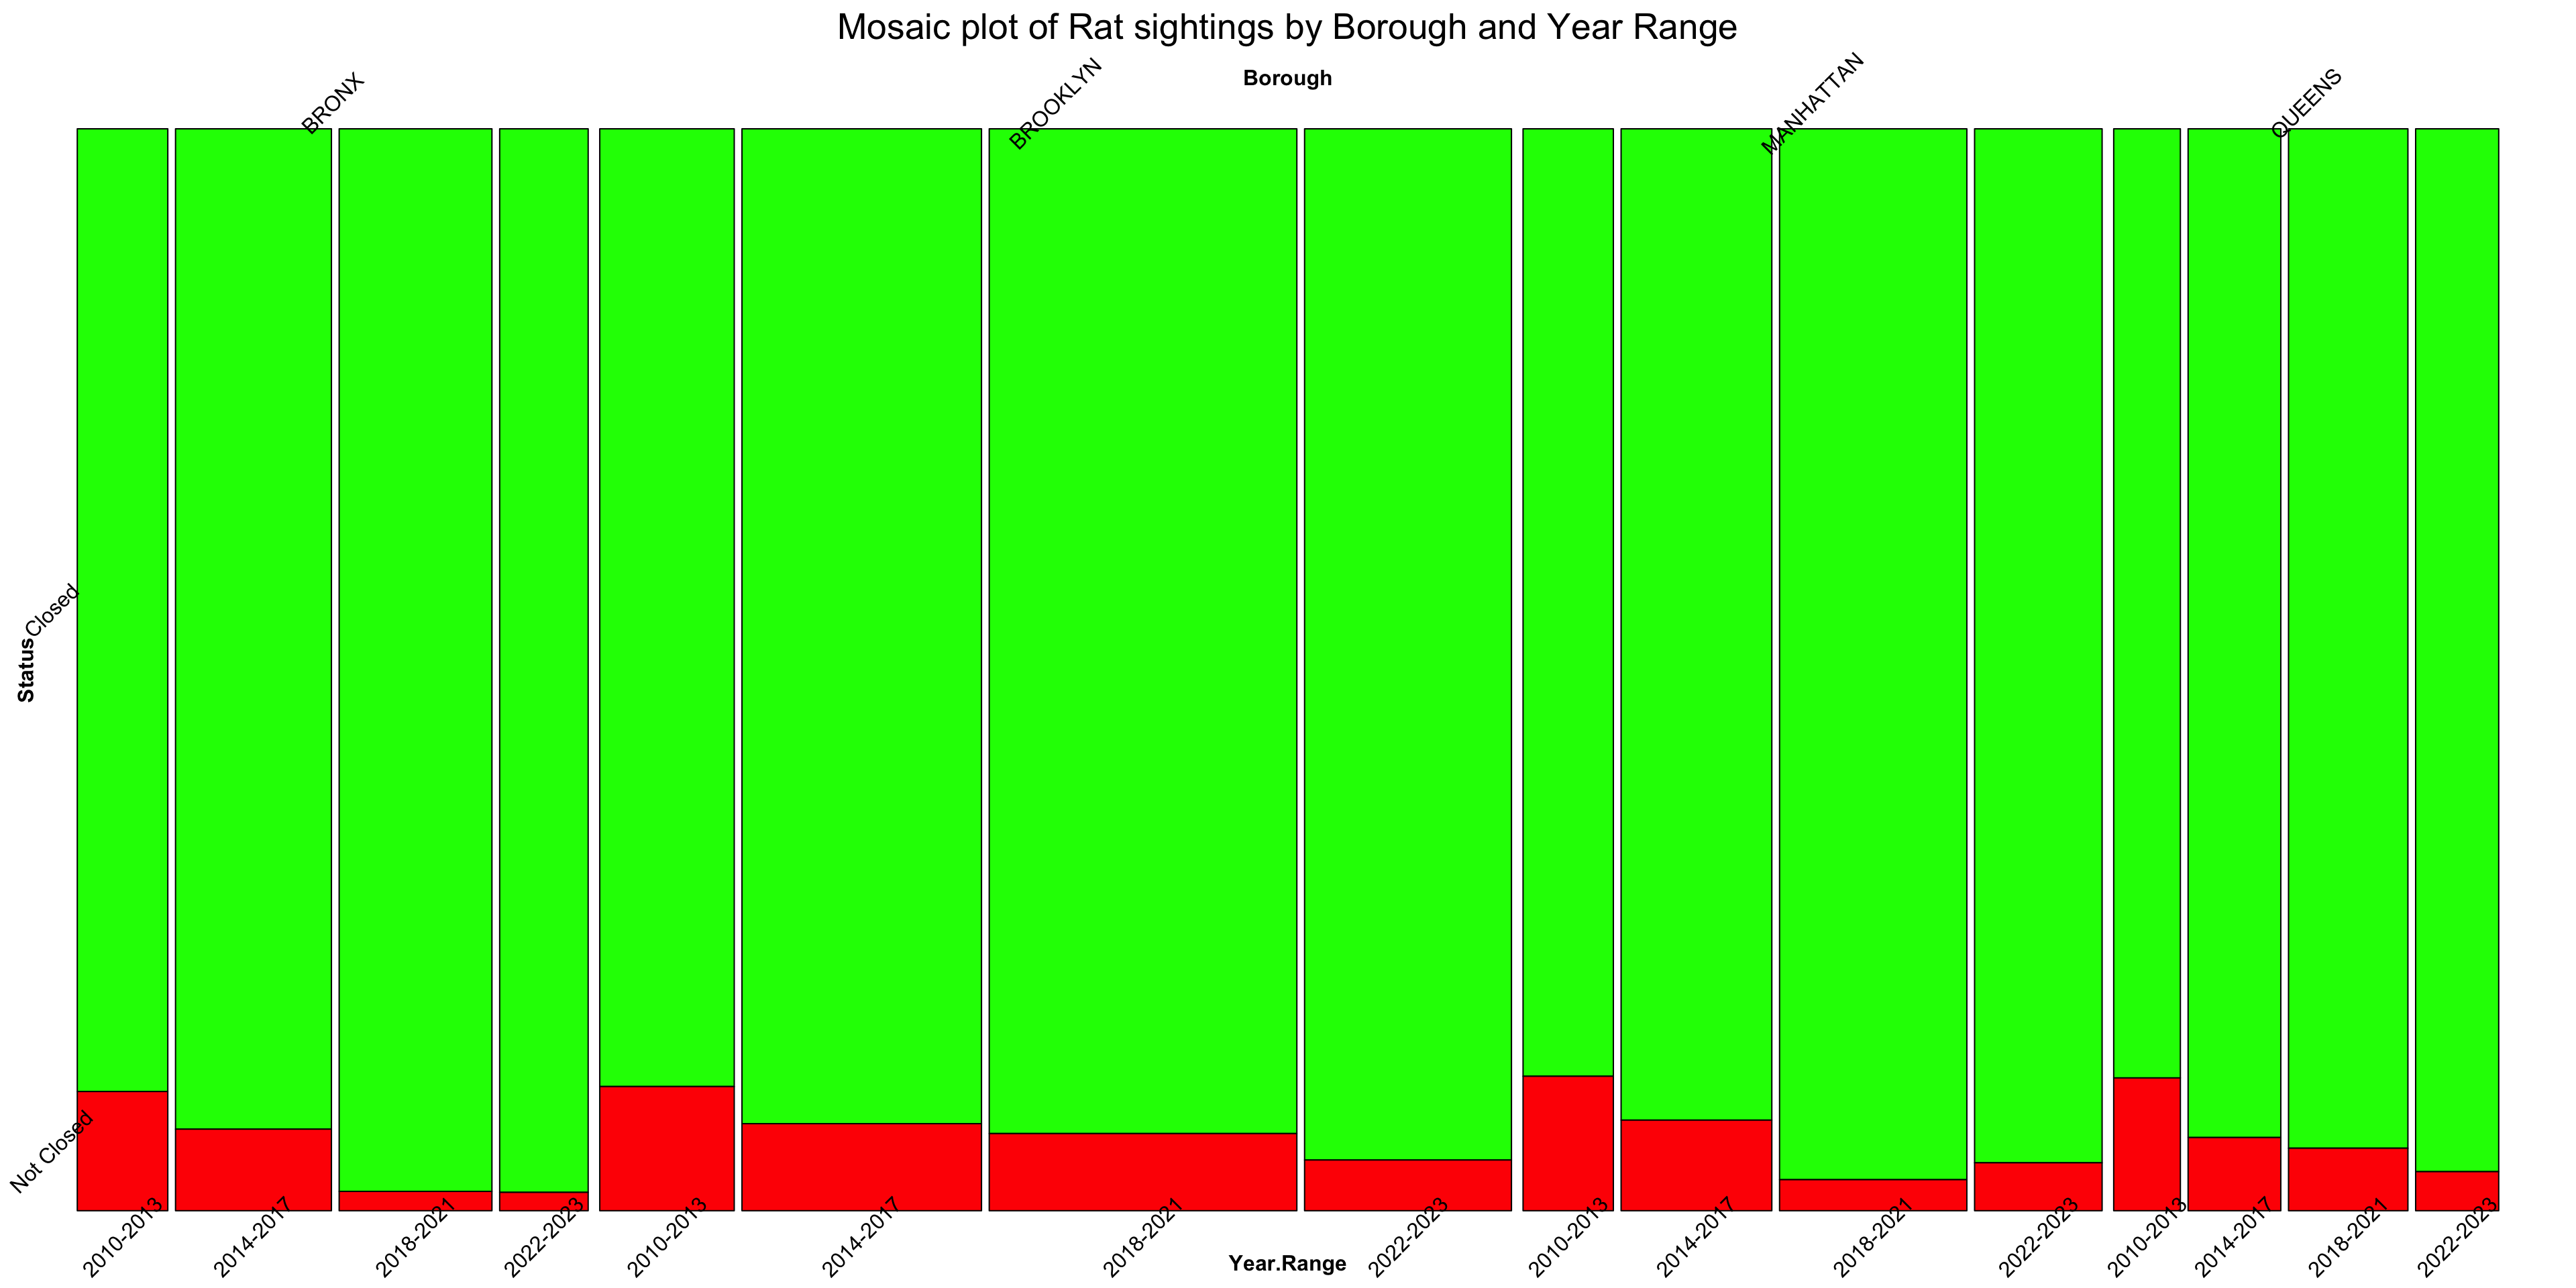 Mosaic plot of Rat sightings by Borough and Year Range
Borough
BRONX
BROOKLYN
MANHATTAN
QUEENS
Status
Closed
Not Closed
2010-2013
2014-2017
2018-2021
2022-2023
2010-2013
2014-2017
2018-2021
2022-2023
2010-2013
2014-2017
2018-2021
2022-2023
2010-2013
2014-2017
2018-2021
2022-2023
Year.Range